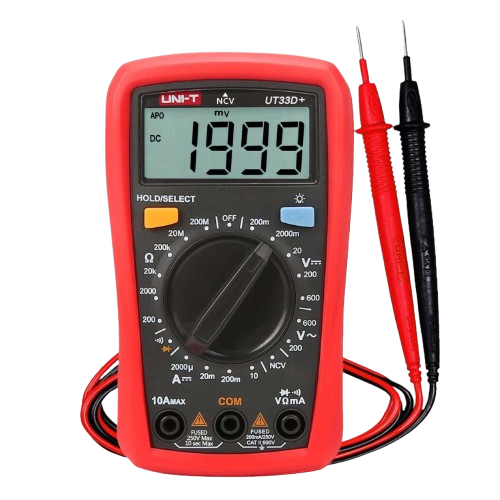 UNI-T NCV UT33D+
APO mV
DC 1999
HOLD/SELECT
200M OFF 200m
20M 2000m
200k 20
Ω V
20k 200
2000 600
200 600
V~
200
2000μ NCV
A 20m 200m 10
10AMAX COM VΩmA
FUSED
250V Max
10 sec Max
FUSED
200mA/250V
CAT II 600V